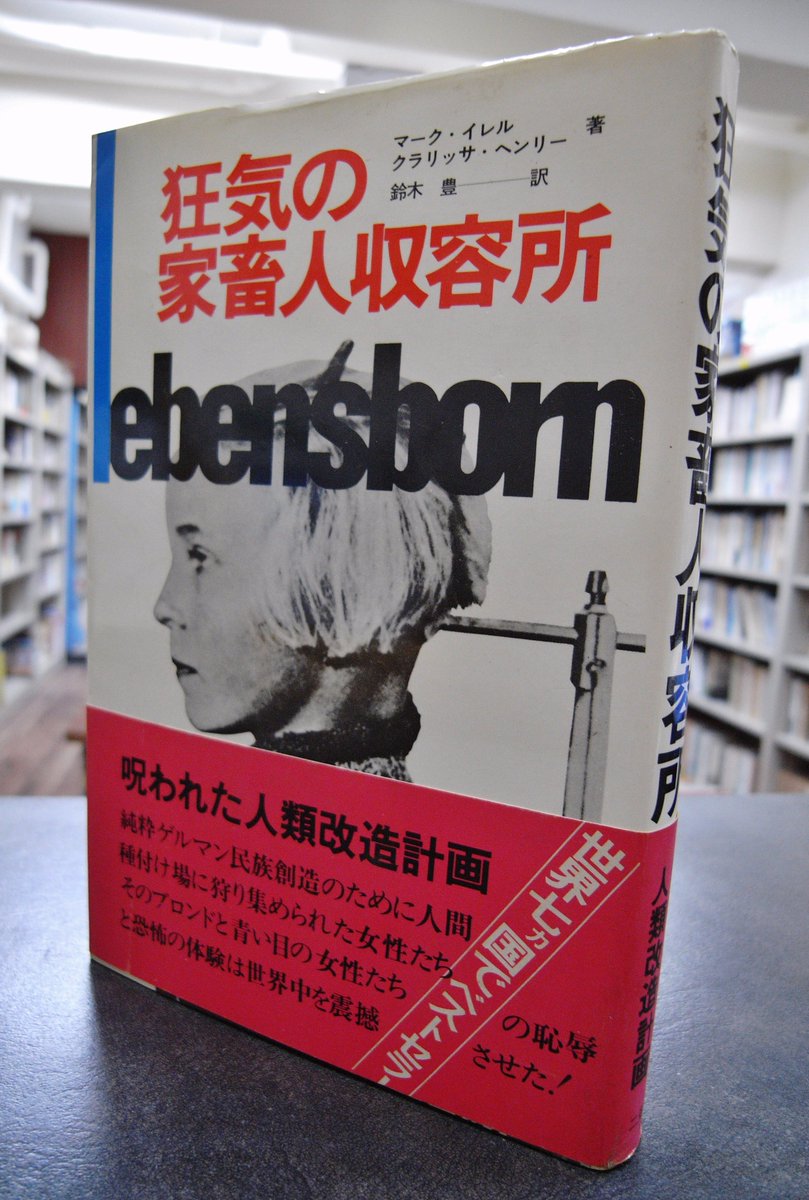 マーク・イレル
クラリッサ・ヘンリー 著
鈴木 豊――訳
狂気の
家畜人収容所
lebensborn
呪われた人類改造計画
純粋ゲルマン民族創造のために人間
種付け場に狩り集められた女性たち
そのブロンドと青い目の女性たち の恥辱
と恐怖の体験は世界中を震撼 させた!
世界七ヵ国でベストセラー
狂気の家畜人収容所
人類改造計画